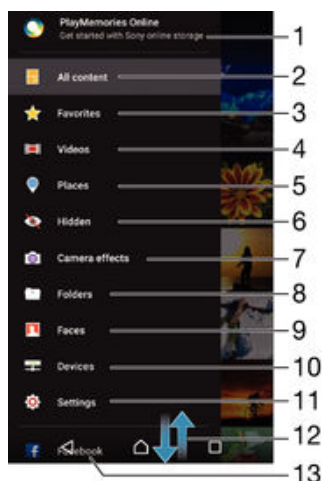 PlayMemories Online
Get started with Sony online storage
1
All content
2
Favorites
3
Videos
4
Places
5
Hidden
6
Camera effects
7
Folders
8
Faces
9
Devices
10
Settings
11
12
Facebook
13